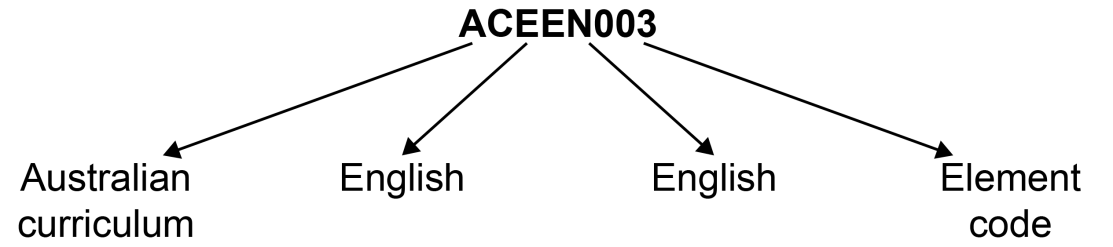 ACEEN003
Australian
curriculum
English
English
Element
code